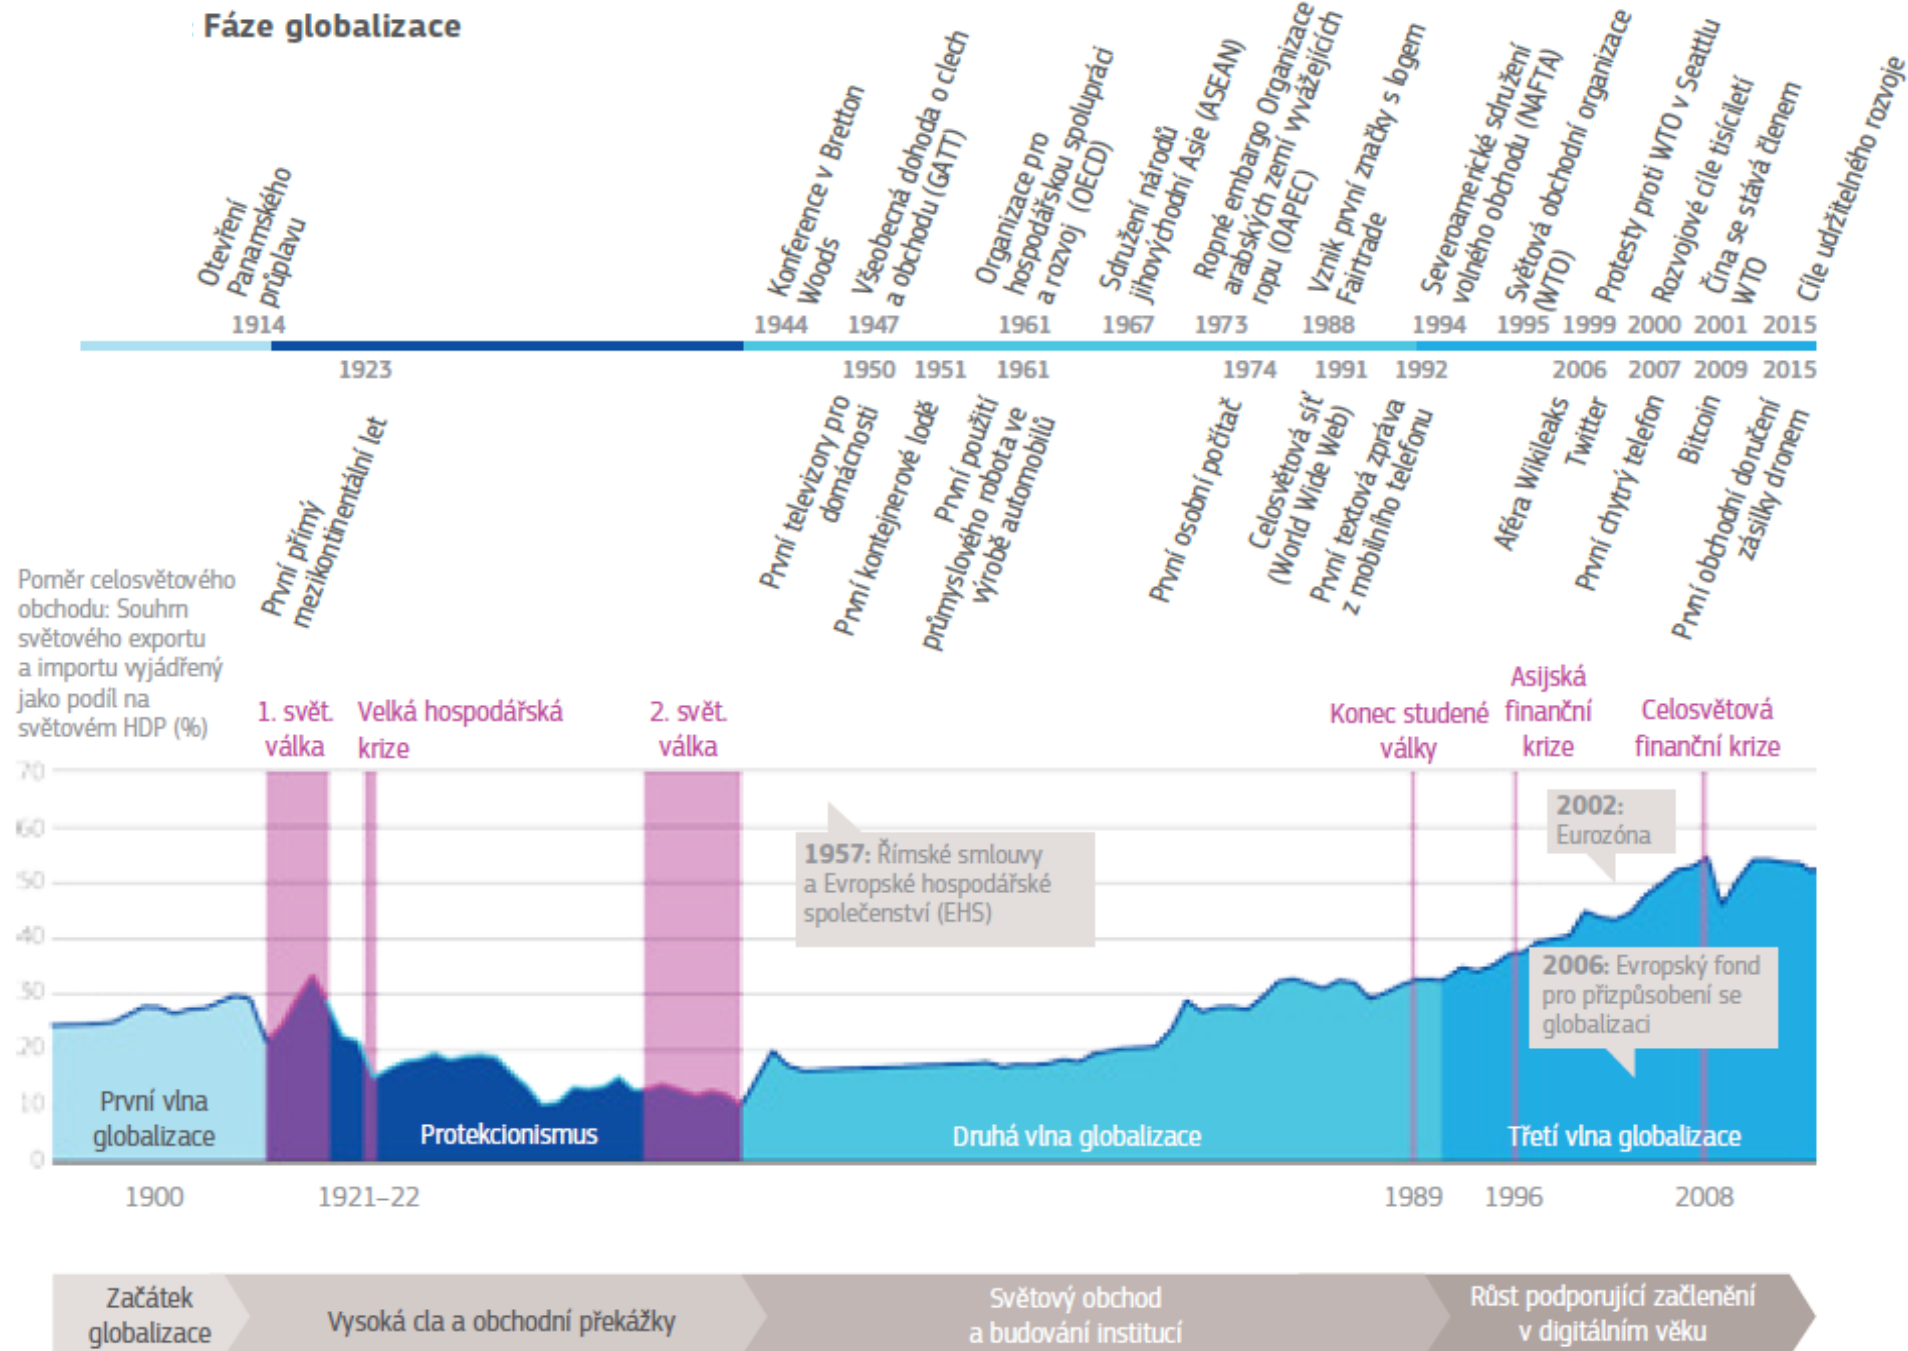 Fáze globalizace
Otevření
Panamského
průplavu
Konference v Bretton
Woods
Všeobecná dohoda o clech
a obchodu (GATT)
Organizace pro
hospodářskou spolupráci
a rozvoj (OECD)
Sdružení národů
jihovýchodní Asie (ASEAN)
Ropné embargo Organizace
arabských zemí vyvážejících
ropu (OAPEC)
Vznik první značky s logem
Fairtrade
Severoamerické sdružení
volného obchodu (NAFTA)
Světová obchodní organizace
(WTO)
Protesty proti WTO v Seattlu
Rozvojové cíle tisíciletí
Čína se stává členem
WTO
Cíle udržitelného rozvoje
1914 1944 1947 1961 1967 1973 1988 1994 1995 1999 2000 2001 2015
1923 1950 1951 1961 1974 1991 1992 2006 2007 2009 2015
První přímý
mezikontinentální let
První televizory pro
domácnosti
První kontejnerové lodě
První použití
průmyslového robota ve
výrobě automobilů
První osobní počítač
Celosvětová síť
(World Wide Web)
První textová zpráva
z mobilního telefonu
Aféra Wikileaks
Twitter
První chytrý telefon
Bitcoin
První obchodní doručení
zásilky dronem
Poměr celosvětového
obchodu: Souhrn
světového exportu
a importu vyjádřený
jako podíl na
světovém HDP (%)
1. svět.
válka
Velká hospodářská
krize
2. svět.
válka
Konec studené
války
Asijská
finanční
krize
Celosvětová
finanční krize
70
60
50
40
30
20
10
0
1957: Římské smlouvy
a Evropské hospodářské
společenství (EHS)
2002:
Eurozóna
2006: Evropský fond
pro přizpůsobení se
globalizaci
První vlna
globalizace
Protekcionismus
Druhá vlna globalizace
Třetí vlna globalizace
1900 1921–22 1989 1996 2008
Začátek
globalizace
Vysoká cla a obchodní překážky
Světový obchod
a budování institucí
Růst podporující začlenění
v digitálním věku